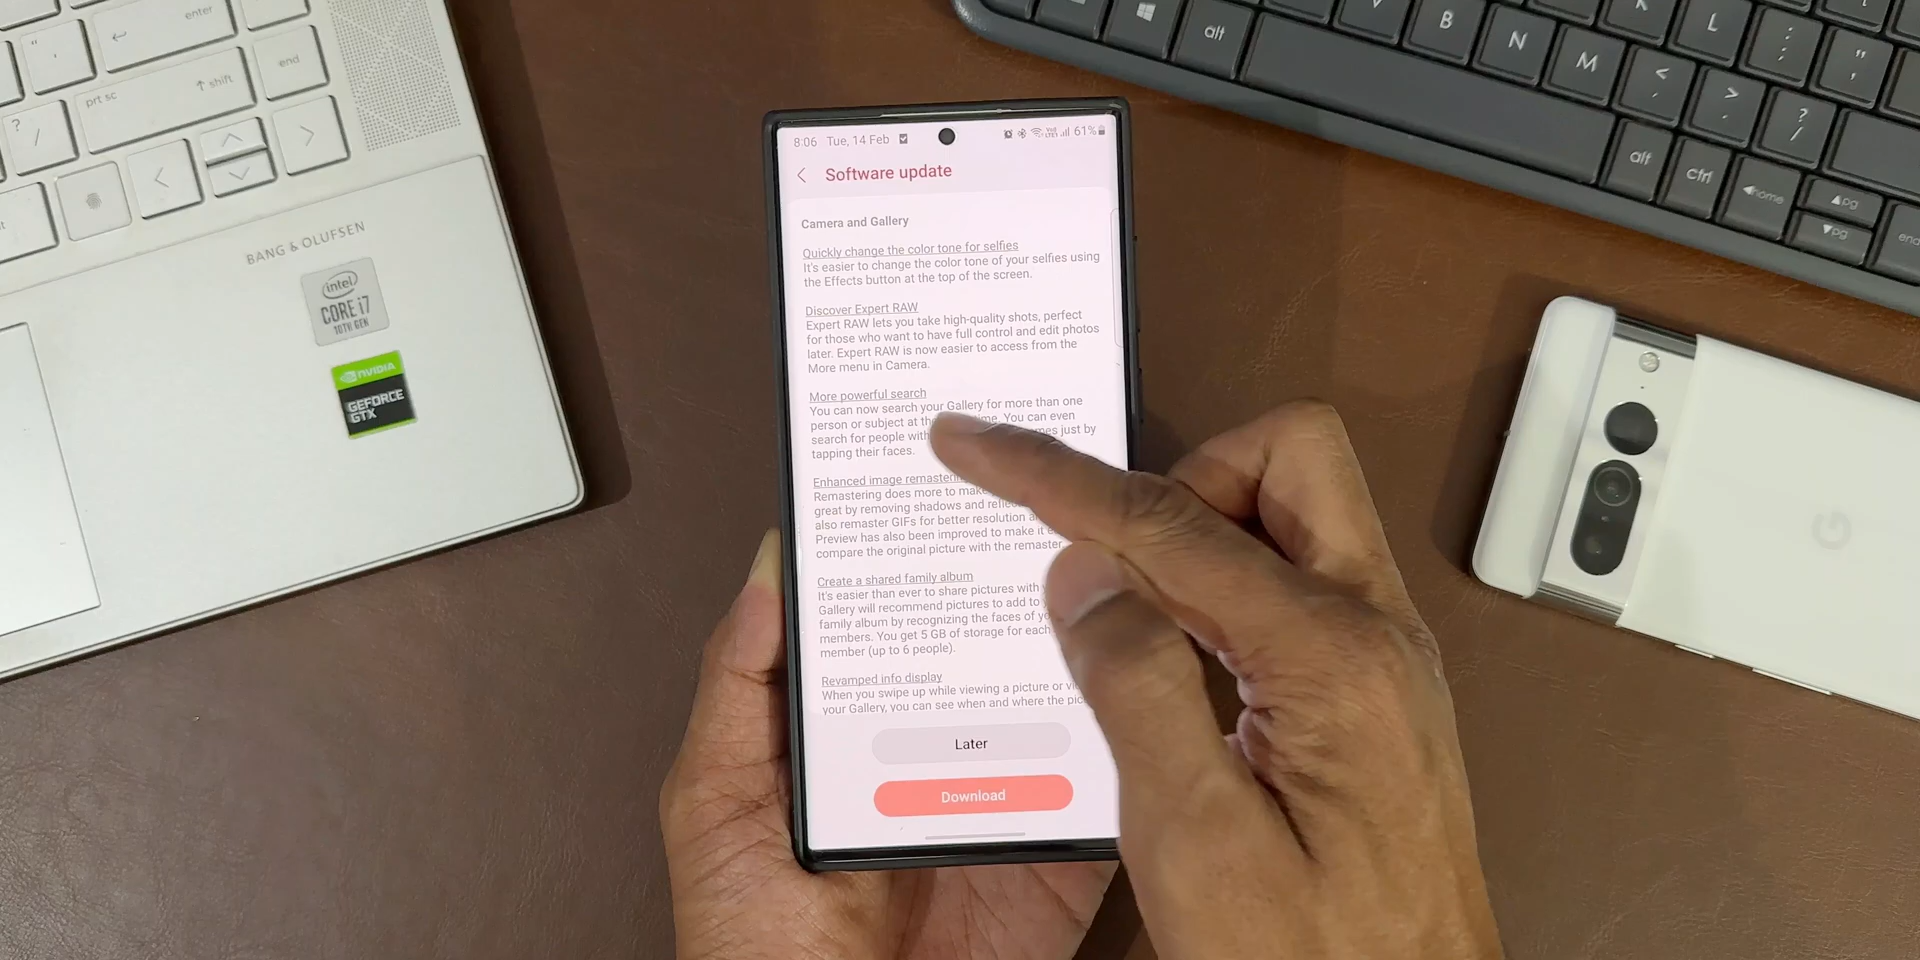 8:06 Tue, 14 Feb 61%
Software update
Camera and Gallery
Quickly change the color tone for selfies
It's easier to change the color tone of your selfies using
the Effects button at the top of the screen.
Discover Expert RAW
Expert RAW lets you take high-quality shots, perfect
for those who want to have full control and edit photos
later. Expert RAW is now easier to access from the
More menu in Camera.
More powerful search
You can now search your Gallery for more than one
person or subject at the time. You can even
search for people with just by
tapping their faces.
Enhanced image
Remastering does more to make
great by removing shadows and
also remaster GIFs for better resolution
Preview has also been improved to make it
compare the original picture with the remaster
Create a shared family album
It's easier than ever to share pictures with
Gallery will recommend pictures to add to
family album by recognizing the faces of
members. You get 5 GB of storage for each
member (up to 6 people).
Revamped info display
When you swipe up while viewing a picture or
your Gallery, you can see when and where the
Later
Download
enter
end
shift
prt sc
? /
BANG & OLUFSEN
intel
CORE i7
10TH GEN
NVIDIA
GEFORCE
GTX
alt
V B N M < , > . ? /
K L : ; " '
alt ctrl home pg pg end
G